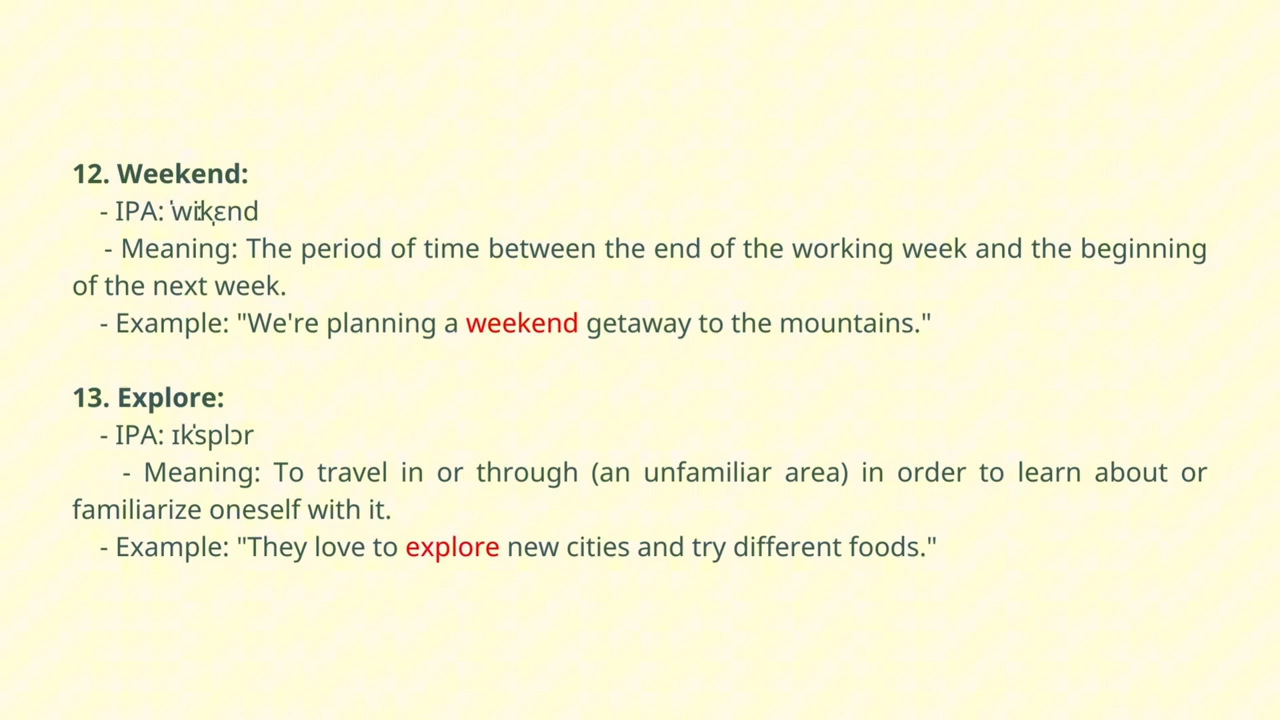 12. Weekend:
- IPA: ˈwiːkˌɛnd
- Meaning: The period of time between the end of the working week and the beginning
of the next week.
- Example: "We're planning a weekend getaway to the mountains."
13. Explore:
- IPA: ɪkˈsplɔr
- Meaning: To travel in or through (an unfamiliar area) in order to learn about or
familiarize oneself with it.
- Example: "They love to explore new cities and try different foods."